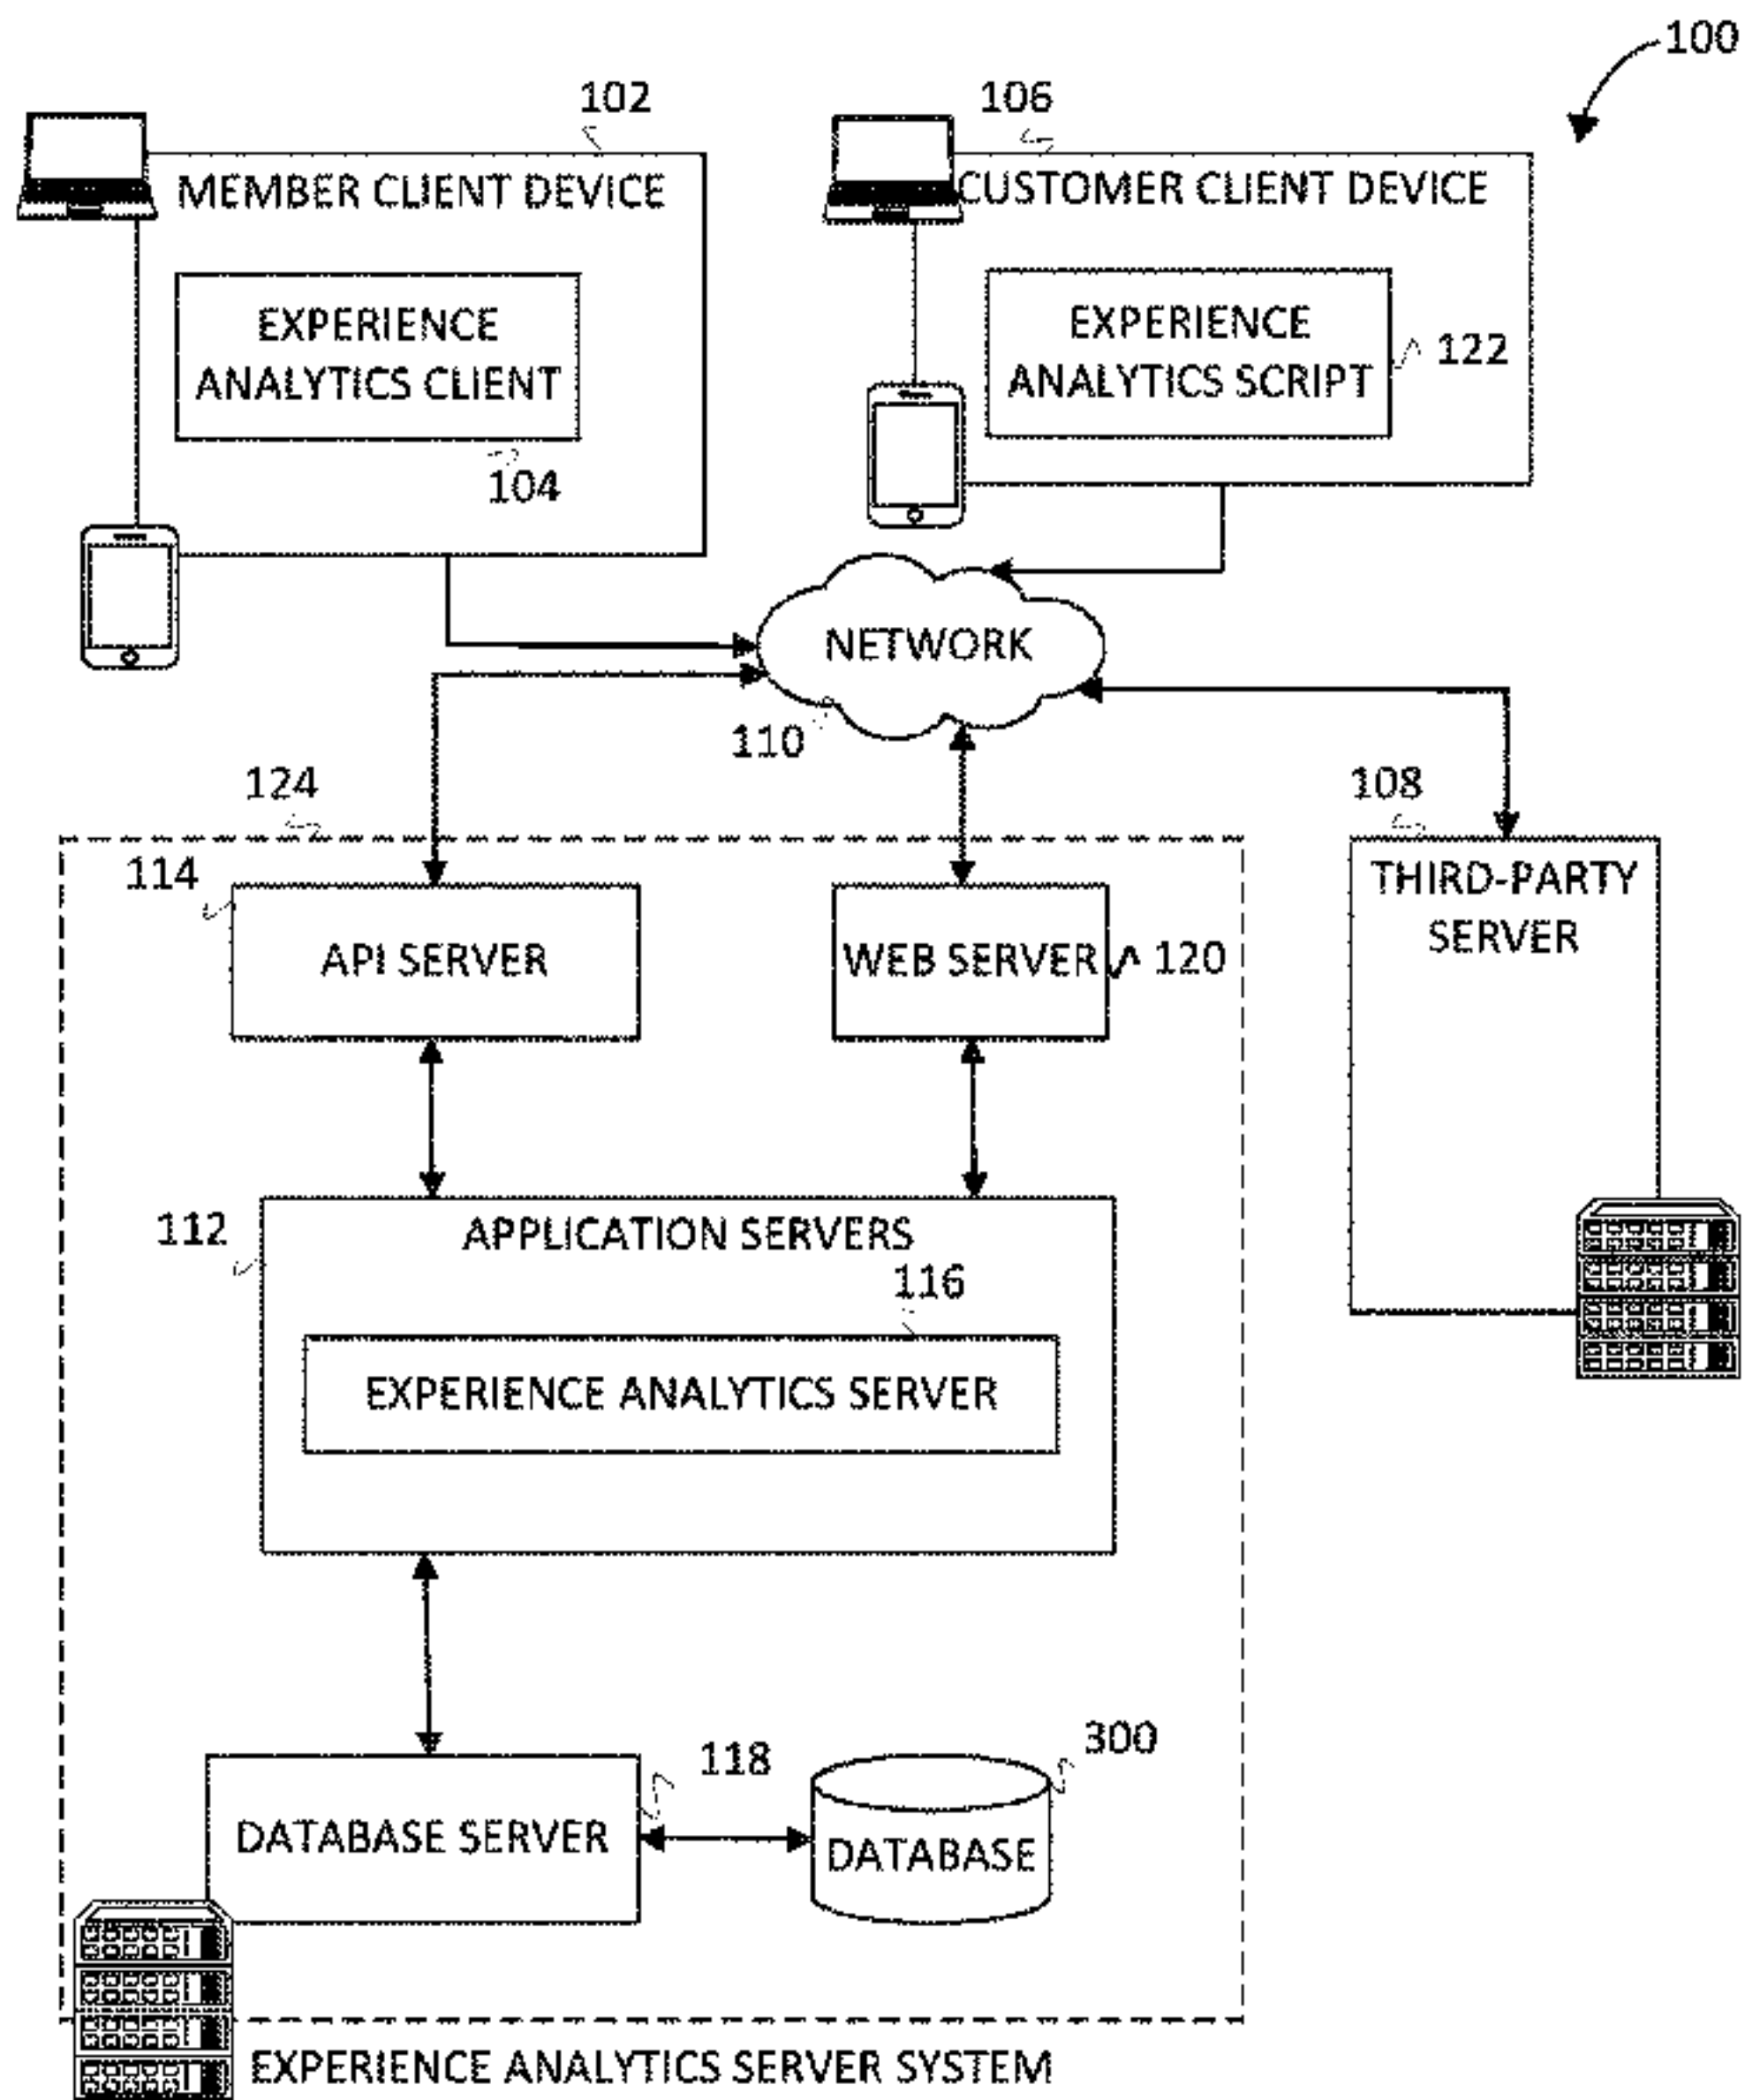 100
102
106
MEMBER CLIENT DEVICE
CUSTOMER CLIENT DEVICE
EXPERIENCE
ANALYTICS CLIENT
104
EXPERIENCE
ANALYTICS SCRIPT
122
NETWORK
110
124
108
114
API SERVER
WEB SERVER
120
THIRD-PARTY
SERVER
112
APPLICATION SERVERS
116
EXPERIENCE ANALYTICS SERVER
118
300
DATABASE SERVER
DATABASE
EXPERIENCE ANALYTICS SERVER SYSTEM